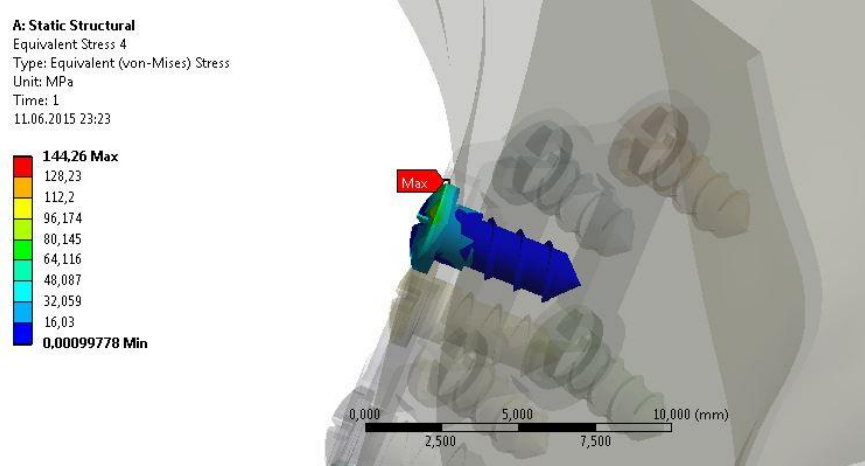 A: Static Structural
Equivalent Stress 4
Type: Equivalent (von-Mises) Stress
Unit: MPa
Time: 1
11.06.2015 23:23
144,26 Max
128,23
112,2
96,174
80,145
64,116
48,087
32,059
16,03
0,00099778 Min
Max
0,000 5,000 10,000 (mm)
2,500 7,500